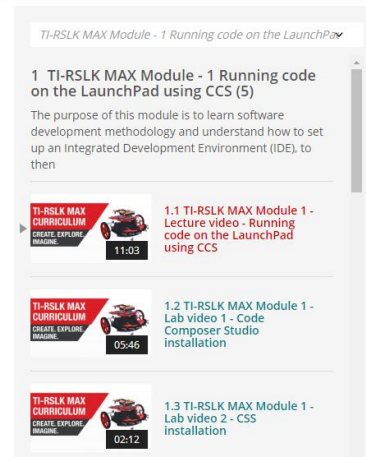 TI-RSLK MAX Module - 1 Running code on the LaunchPa
1 TI-RSLK MAX Module - 1 Running code
on the LaunchPad using CCS (5)
The purpose of this module is to learn software
development methodology and understand how to set
up an Integrated Development Environment (IDE), to
then
TI-RSLK MAX
CURRICULUM
CREATE. EXPLORE.
IMAGINE.
11:03
1.1 TI-RSLK MAX Module 1 -
Lecture video - Running
code on the LaunchPad
using CCS
TI-RSLK MAX
CURRICULUM
CREATE. EXPLORE.
IMAGINE.
05:46
1.2 TI-RSLK MAX Module 1 -
Lab video 1 - Code
Composer Studio
installation
TI-RSLK MAX
CURRICULUM
CREATE. EXPLORE.
IMAGINE.
02:12
1.3 TI-RSLK MAX Module 1 -
Lab video 2 - CSS
installation